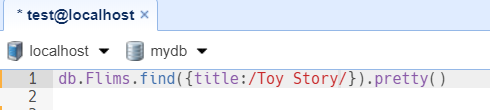 * test@localhost ×
localhost mydb
1 db.Flims.find({title:/Toy Story/}).pretty()
2